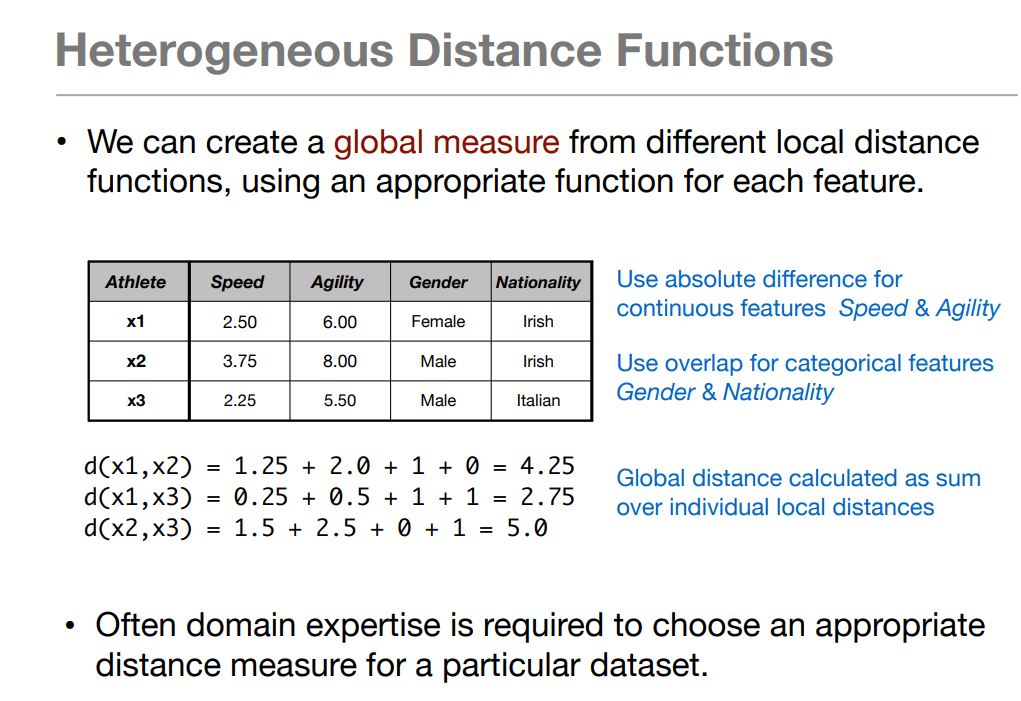 Heterogeneous Distance Functions
• We can create a global measure from different local distance
functions, using an appropriate function for each feature.
Athlete Speed Agility Gender Nationality
x1 2.50 6.00 Female Irish
x2 3.75 8.00 Male Irish
x3 2.25 5.50 Male Italian
Use absolute difference for
continuous features Speed & Agility
Use overlap for categorical features
Gender & Nationality
d(x1,x2) = 1.25 + 2.0 + 1 + 0 = 4.25
d(x1,x3) = 0.25 + 0.5 + 1 + 1 = 2.75
d(x2,x3) = 1.5 + 2.5 + 0 + 1 = 5.0
Global distance calculated as sum
over individual local distances
• Often domain expertise is required to choose an appropriate
distance measure for a particular dataset.